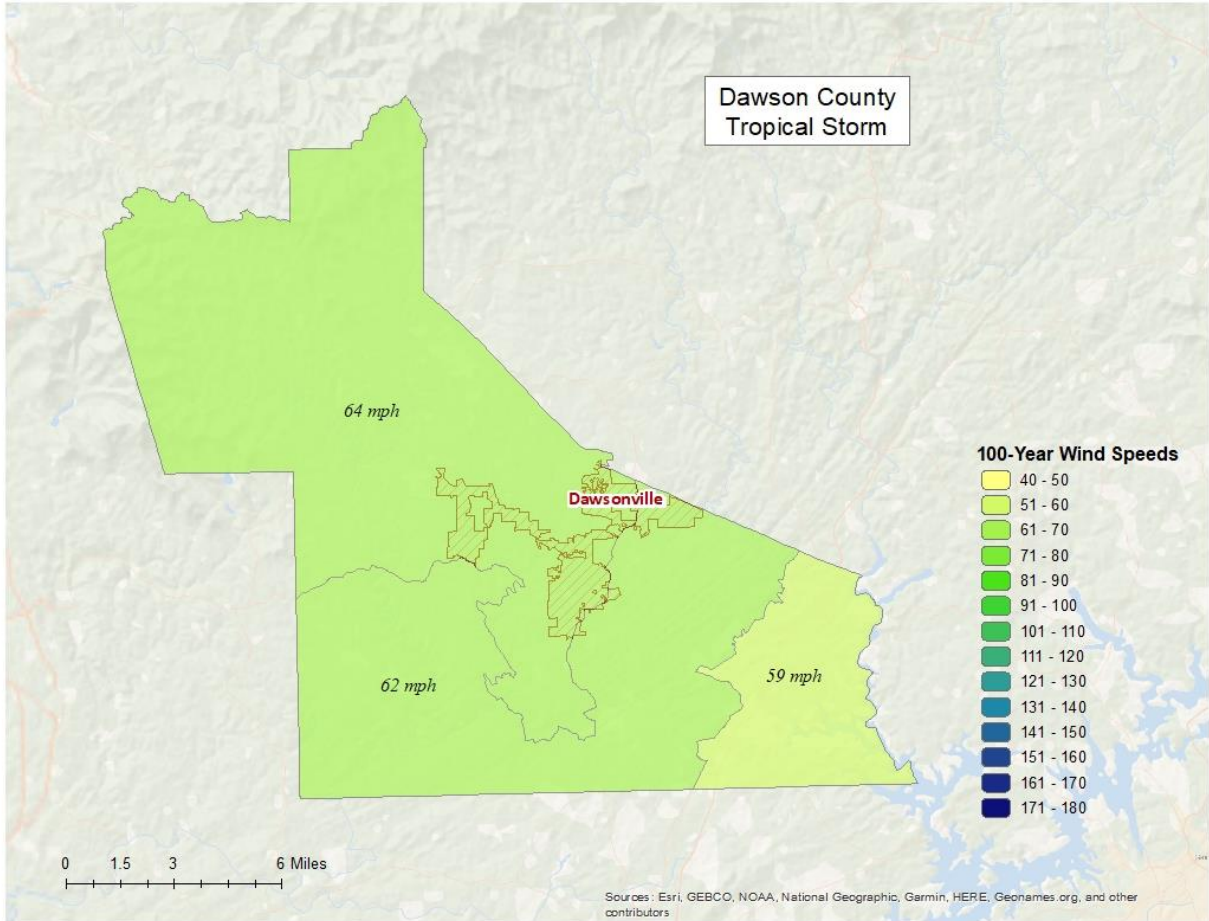 Dawson County
Tropical Storm
64 mph
Dawsonville
62 mph
59 mph
100-Year Wind Speeds
40 - 50
51 - 60
61 - 70
71 - 80
81 - 90
91 - 100
101 - 110
111 - 120
121 - 130
131 - 140
141 - 150
151 - 160
161 - 170
171 - 180
0 1.5 3 6 Miles
Sources: Esri, GEBCO, NOAA, National Geographic, Garmin, HERE, Geonames.org, and other
contributors